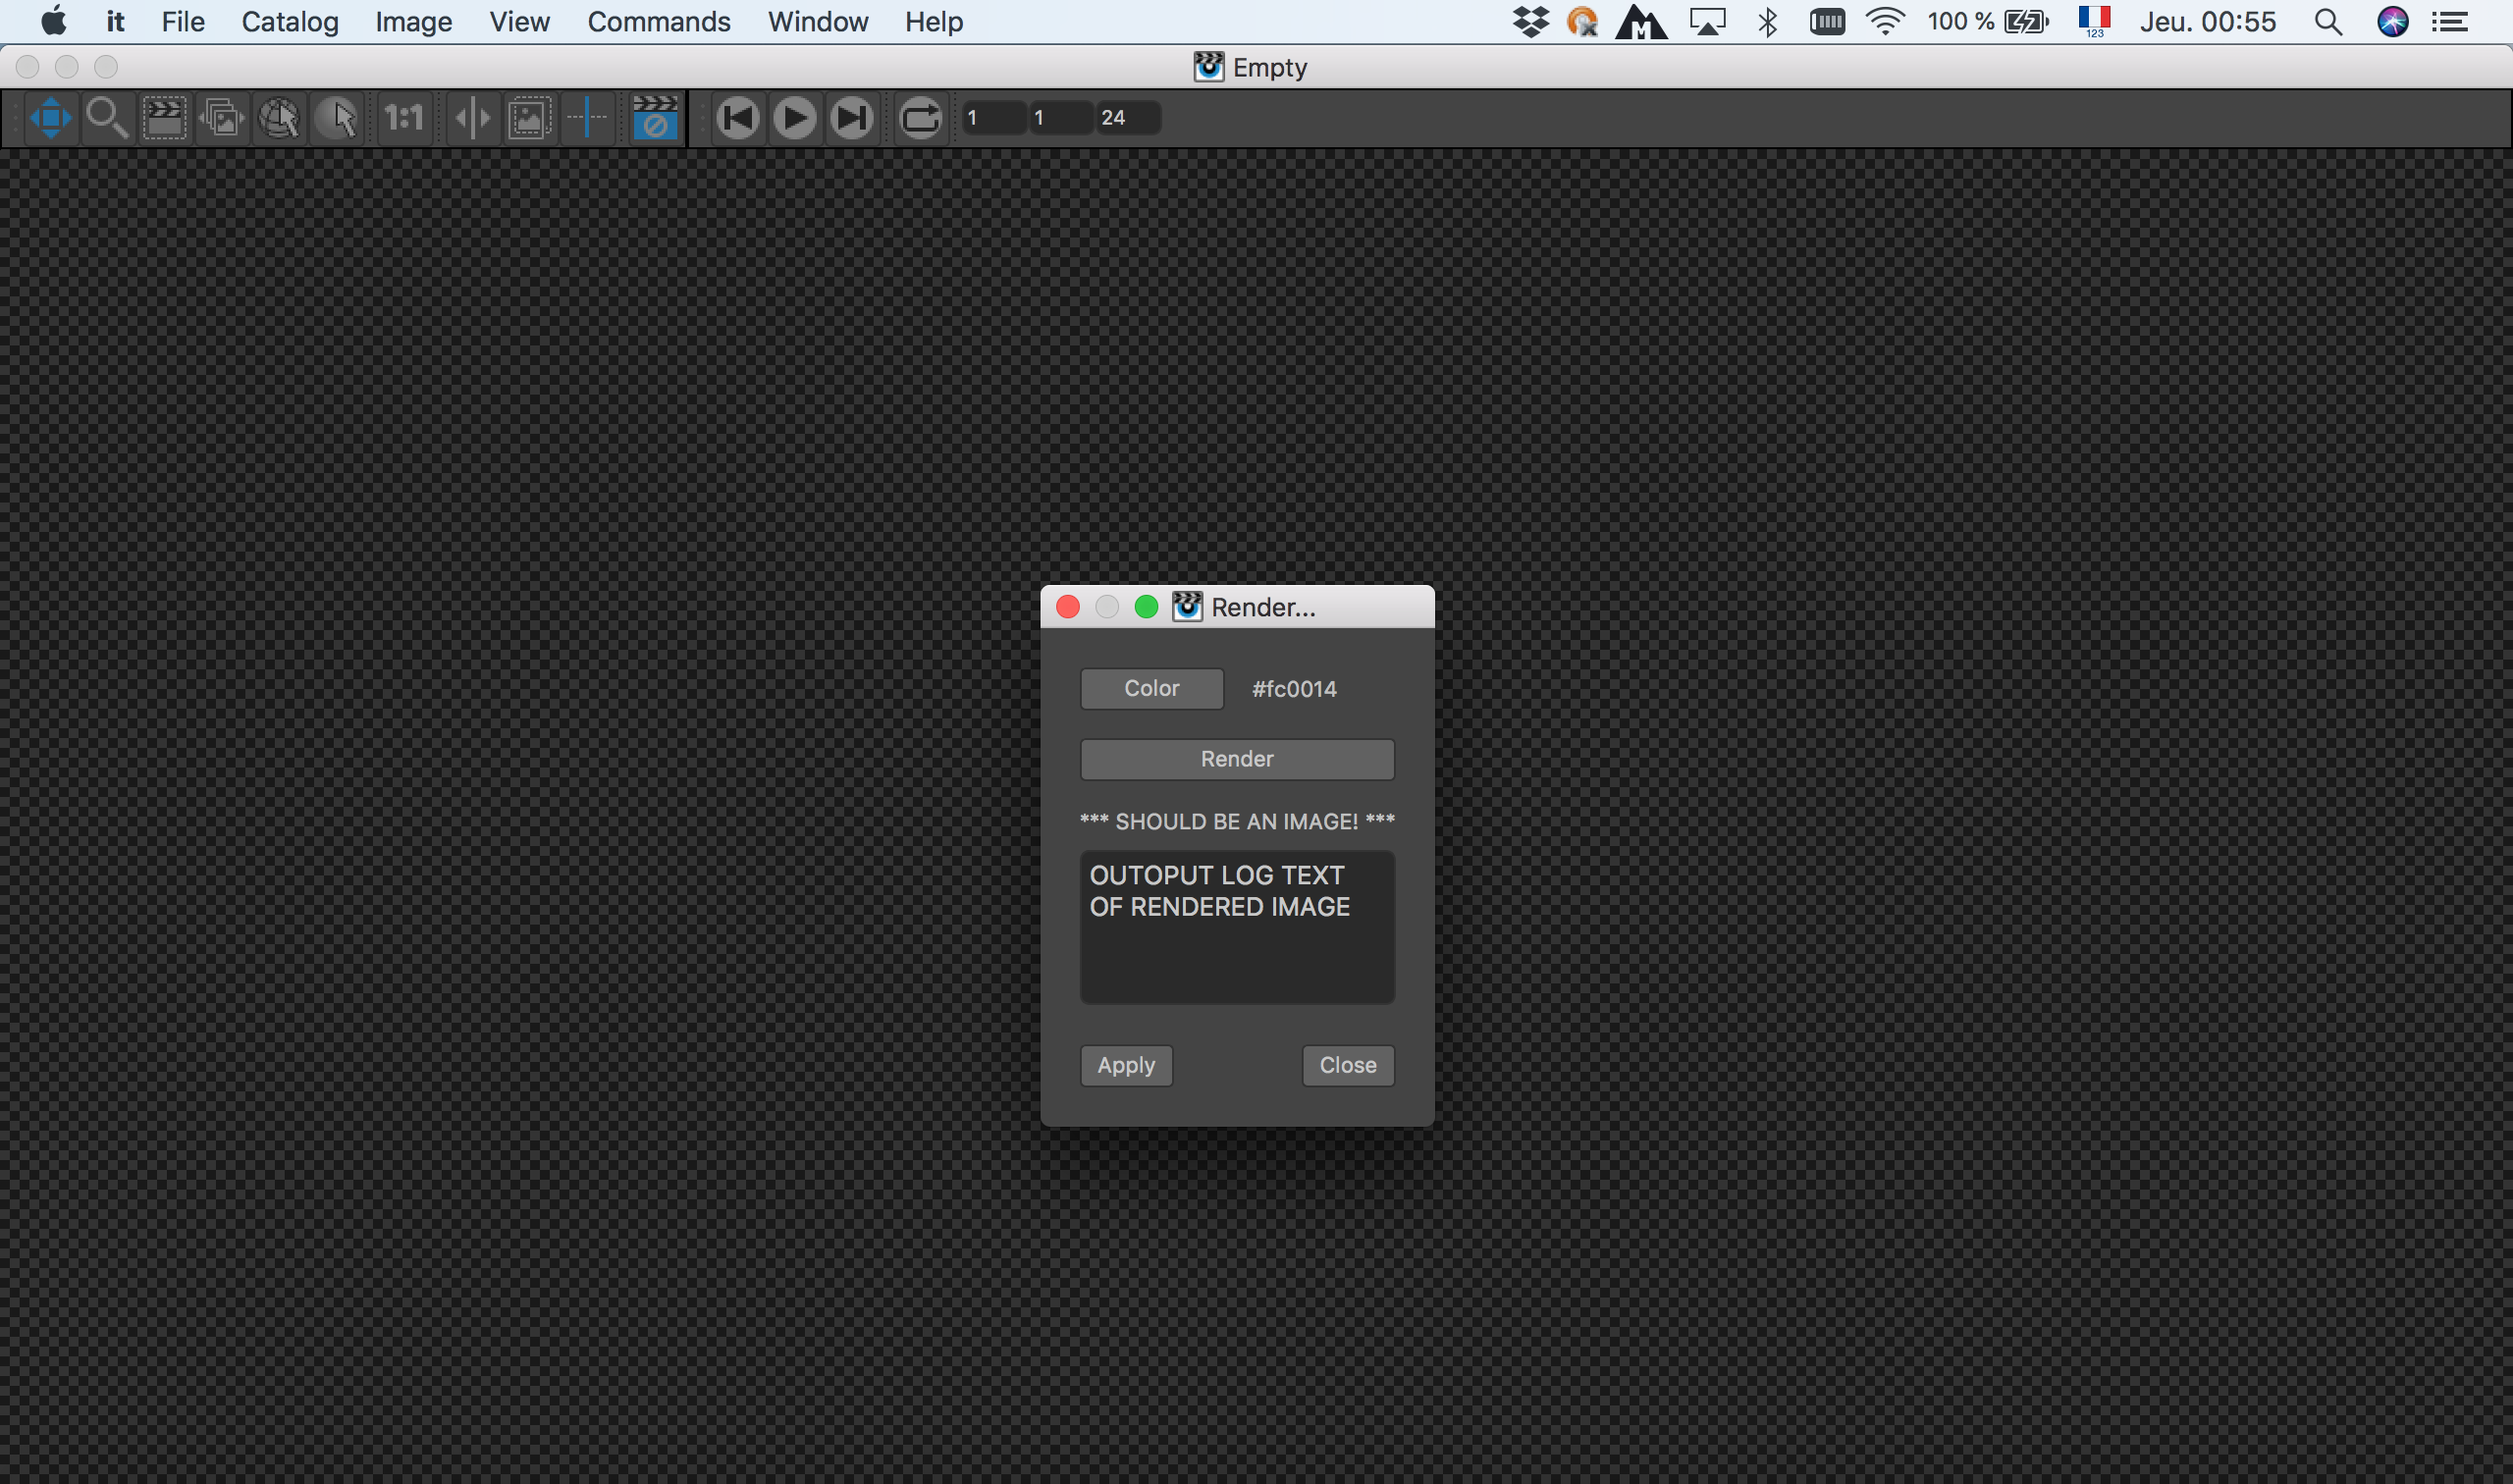 it File Catalog Image View Commands Window Help 100 % 123 Jeu. 00:55
Empty
1:1 1 1 24
Render...
Color #fc0014
Render
*** SHOULD BE AN IMAGE! ***
OUTOPUT LOG TEXT
OF RENDERED IMAGE
Apply Close